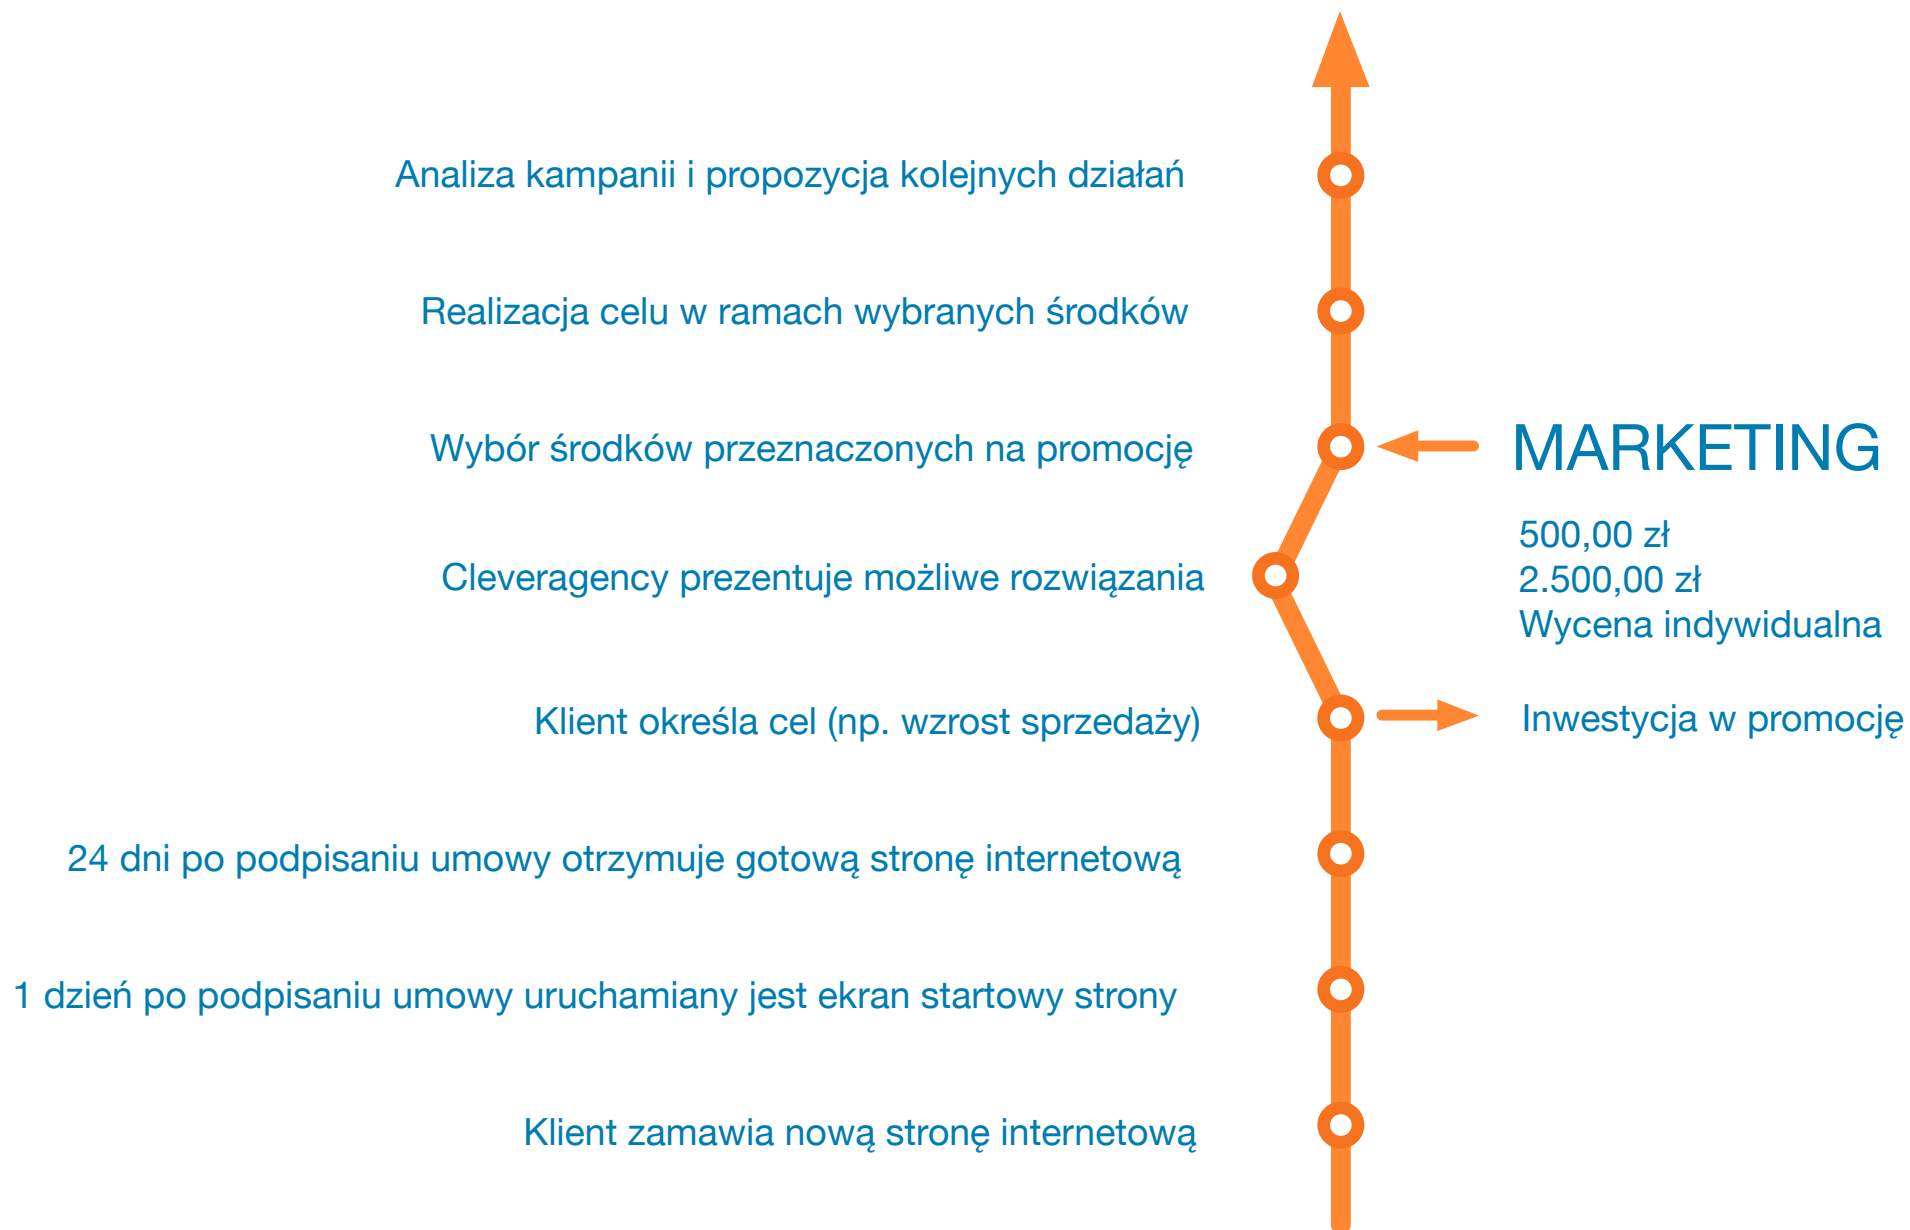 Analiza kampanii i propozycja kolejnych działań
Realizacja celu w ramach wybranych środków
Wybór środków przeznaczonych na promocję
MARKETING
500,00 zł
2.500,00 zł
Wycena indywidualna
Cleveragency prezentuje możliwe rozwiązania
Klient określa cel (np. wzrost sprzedaży)
Inwestycja w promocję
24 dni po podpisaniu umowy otrzymuje gotową stronę internetową
1 dzień po podpisaniu umowy uruchamiany jest ekran startowy strony
Klient zamawia nową stronę internetową